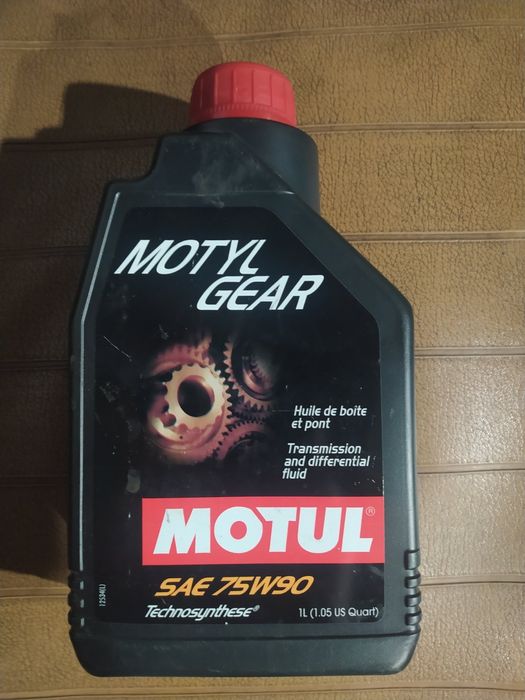 MOTYL
GEAR
Huile de boîte
et pont
Transmission
and differential
fluid
MOTUL®
SAE 75W90
Technosynthese®
1L (1.05 US Quart)
12534(L)